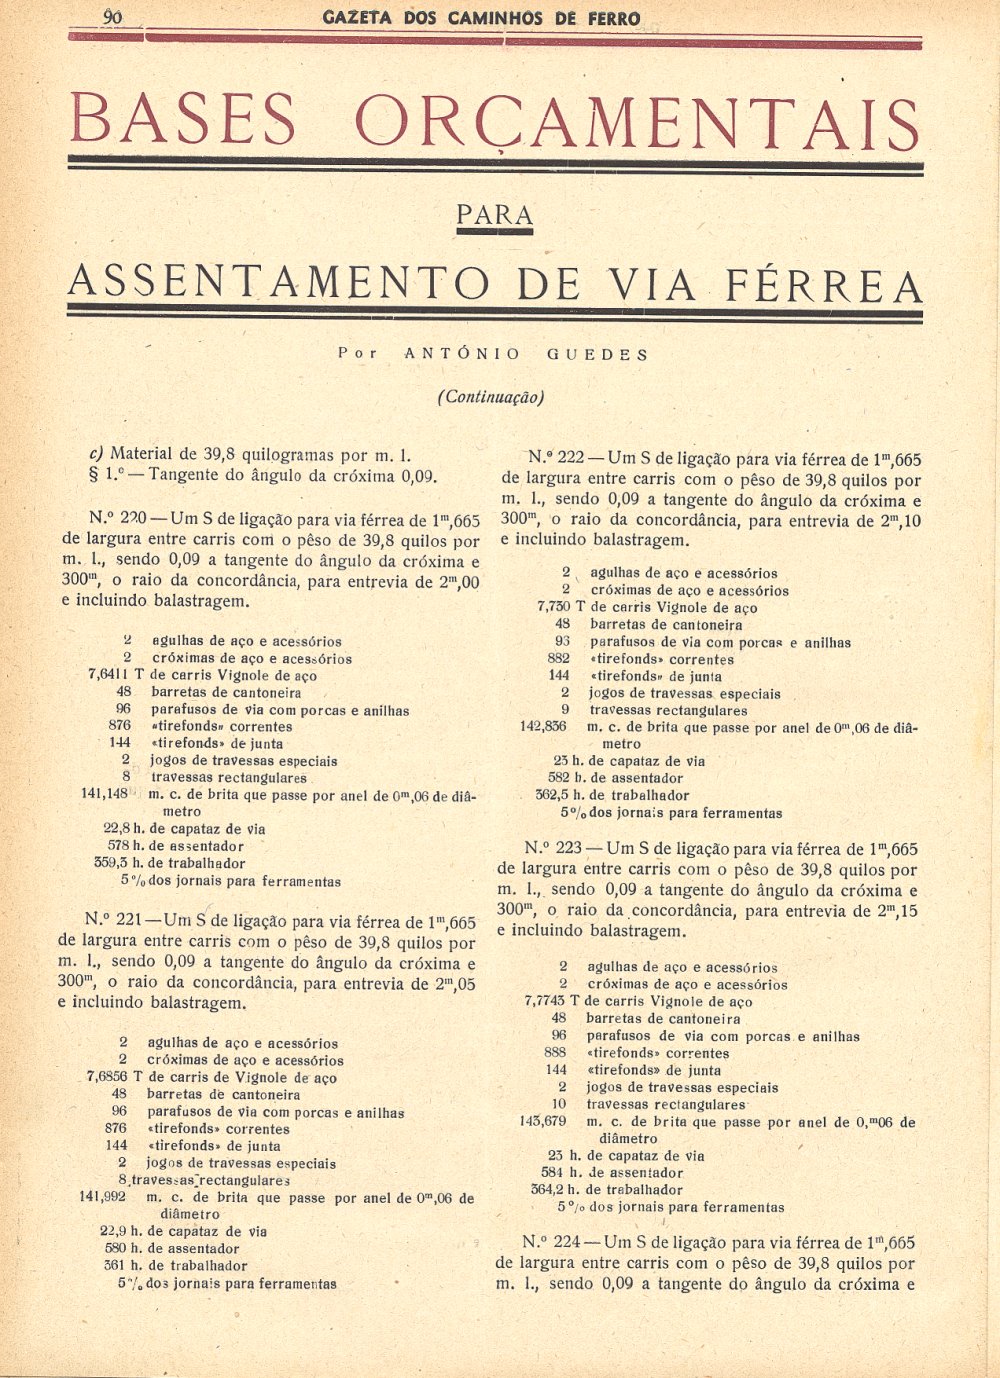 90
GAZETA DOS CAMINHOS DE FERRO
BASES ORÇAMENTAIS
PARA
ASSENTAMENTO DE VIA FÉRREA
Por ANTÓNIO GUEDES
(Continuação)
c) Material de 39,8 quilogramas por m. l.
§ 1.º — Tangente do ângulo da cróxima 0,09.
N.º 220 — Um S de ligação para via férrea de 1ᵐ,665
de largura entre carris com o pêso de 39,8 quilos por
m. l., sendo 0,09 a tangente do ângulo da cróxima e
300ᵐ, o raio da concordância, para entrevia de 2ᵐ,00
e incluindo balastragem.
2 agulhas de aço e acessórios
2 cróximas de aço e acessórios
7,6411 T de carris Vignole de aço
48 barretas de cantoneira
96 parafusos de via com porcas e anilhas
876 «tirefonds» correntes
144 «tirefonds» de junta
2 jogos de travessas especiais
8 travessas rectangulares
141,148 m. c. de brita que passe por anel de 0ᵐ,06 de diâ-
metro
22,8 h. de capataz de via
578 h. de assentador
359,3 h. de trabalhador
5 % dos jornais para ferramentas
N.º 221 — Um S de ligação para via férrea de 1ᵐ,665
de largura entre carris com o pêso de 39,8 quilos por
m. l., sendo 0,09 a tangente do ângulo da cróxima e
300ᵐ, o raio da concordância, para entrevia de 2ᵐ,05
e incluindo balastragem.
2 agulhas de aço e acessórios
2 cróximas de aço e acessórios
7,6856 T de carris de Vignole de aço
48 barretas de cantoneira
96 parafusos de via com porcas e anilhas
876 «tirefonds» correntes
144 «tirefonds» de junta
2 jogos de travessas especiais
8 travessas rectangulares
141,992 m. c. de brita que passe por anel de 0ᵐ,06 de
diâmetro
22,9 h. de capataz de via
580 h. de assentador
361 h. de trabalhador
5 % dos jornais para ferramentas
N.º 222 — Um S de ligação para via férrea de 1ᵐ,665
de largura entre carris com o pêso de 39,8 quilos por
m. l., sendo 0,09 a tangente do ângulo da cróxima e
300ᵐ, o raio da concordância, para entrevia de 2ᵐ,10
e incluindo balastragem.
2 agulhas de aço e acessórios
2 cróximas de aço e acessórios
7,730 T de carris Vignole de aço
48 barretas de cantoneira
96 parafusos de via com porcas e anilhas
882 «tirefonds» correntes
144 «tirefonds» de junta
2 jogos de travessas especiais
9 travessas rectangulares
142,836 m. c. de brita que passe por anel de 0ᵐ,06 de diâ-
metro
23 h. de capataz de via
582 h. de assentador
362,5 h. de trabalhador
5 % dos jornais para ferramentas
N.º 223 — Um S de ligação para via férrea de 1ᵐ,665
de largura entre carris com o pêso de 39,8 quilos por
m. l., sendo 0,09 a tangente do ângulo da cróxima e
300ᵐ, o raio da concordância, para entrevia de 2ᵐ,15
e incluindo balastragem.
2 agulhas de aço e acessórios
2 cróximas de aço e acessórios
7,7743 T de carris Vignole de aço
48 barretas de cantoneira
96 parafusos de via com porcas e anilhas
888 «tirefonds» correntes
144 «tirefonds» de junta
2 jogos de travessas especiais
10 travessas rectangulares
143,679 m. c. de brita que passe por anel de 0,ᵐ06 de
diâmetro
23 h. de capataz de via
584 h. de assentador
364,2 h. de trabalhador
5 % dos jornais para ferramentas
N.º 224 — Um S de ligação para via férrea de 1ᵐ,665
de largura entre carris com o pêso de 39,8 quilos por
m. l., sendo 0,09 a tangente do ângulo da cróxima e